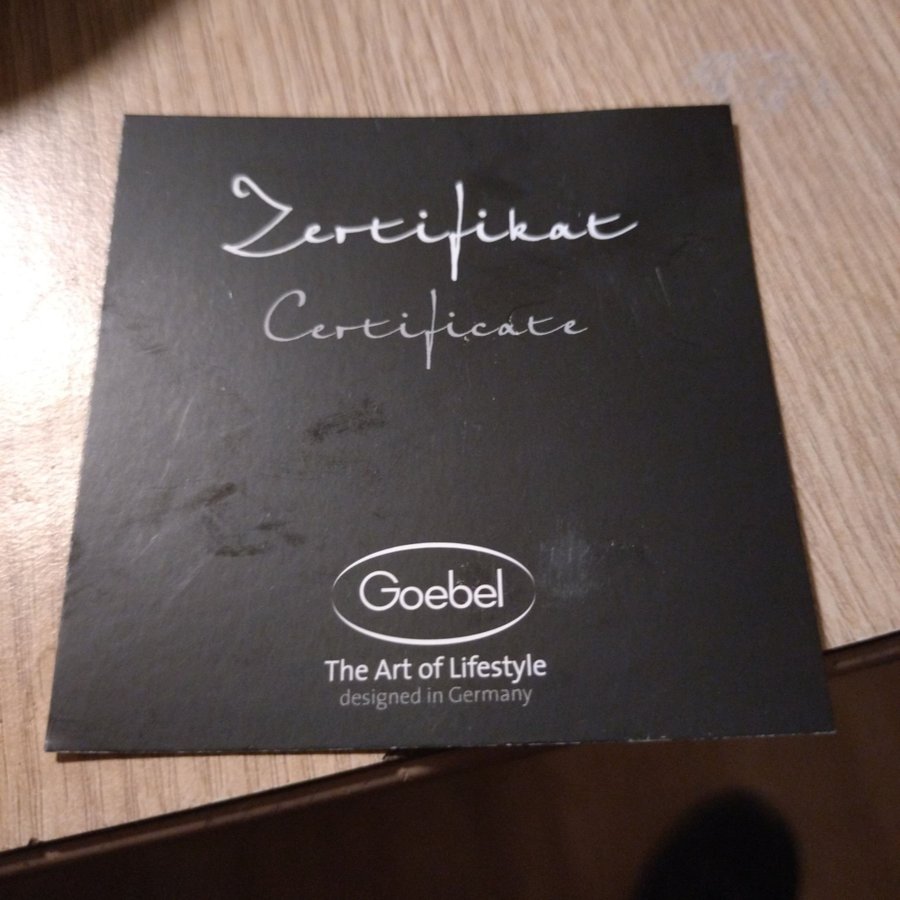 Zertifikat
Certificate
Goebel
The Art of Lifestyle
designed in Germany